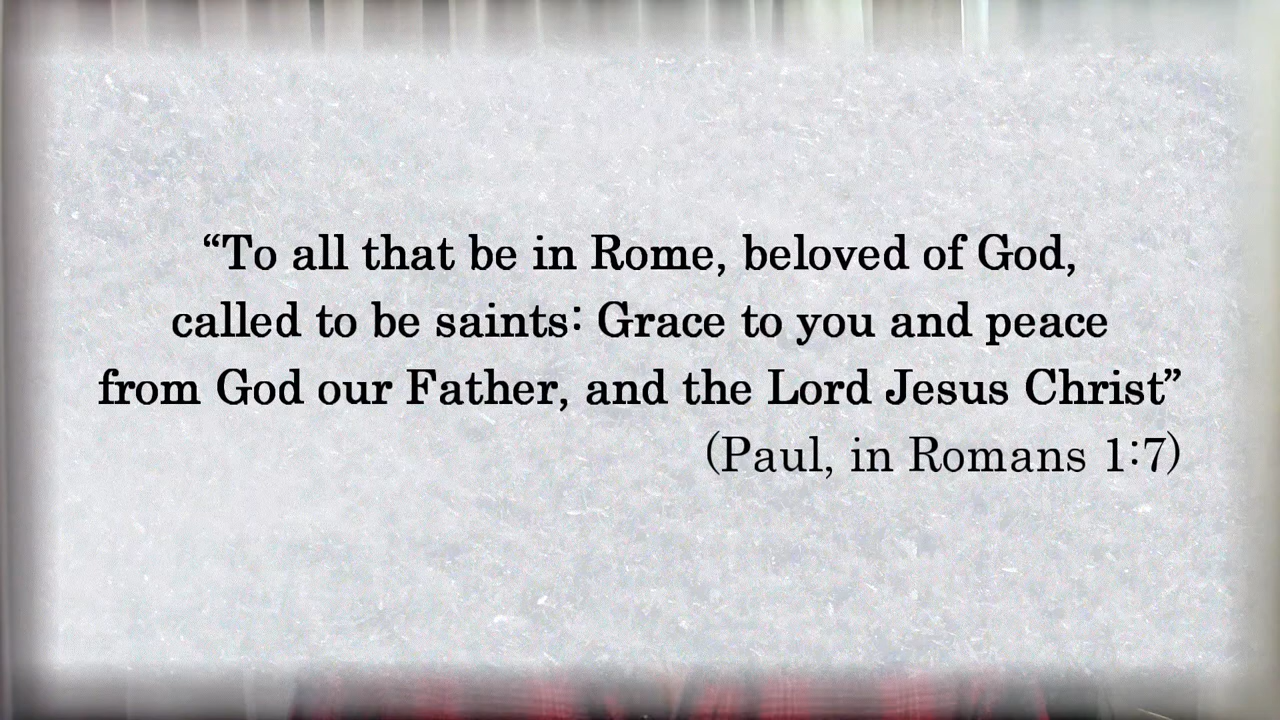 “To all that be in Rome, beloved of God,
called to be saints: Grace to you and peace
from God our Father, and the Lord Jesus Christ”
(Paul, in Romans 1:7)